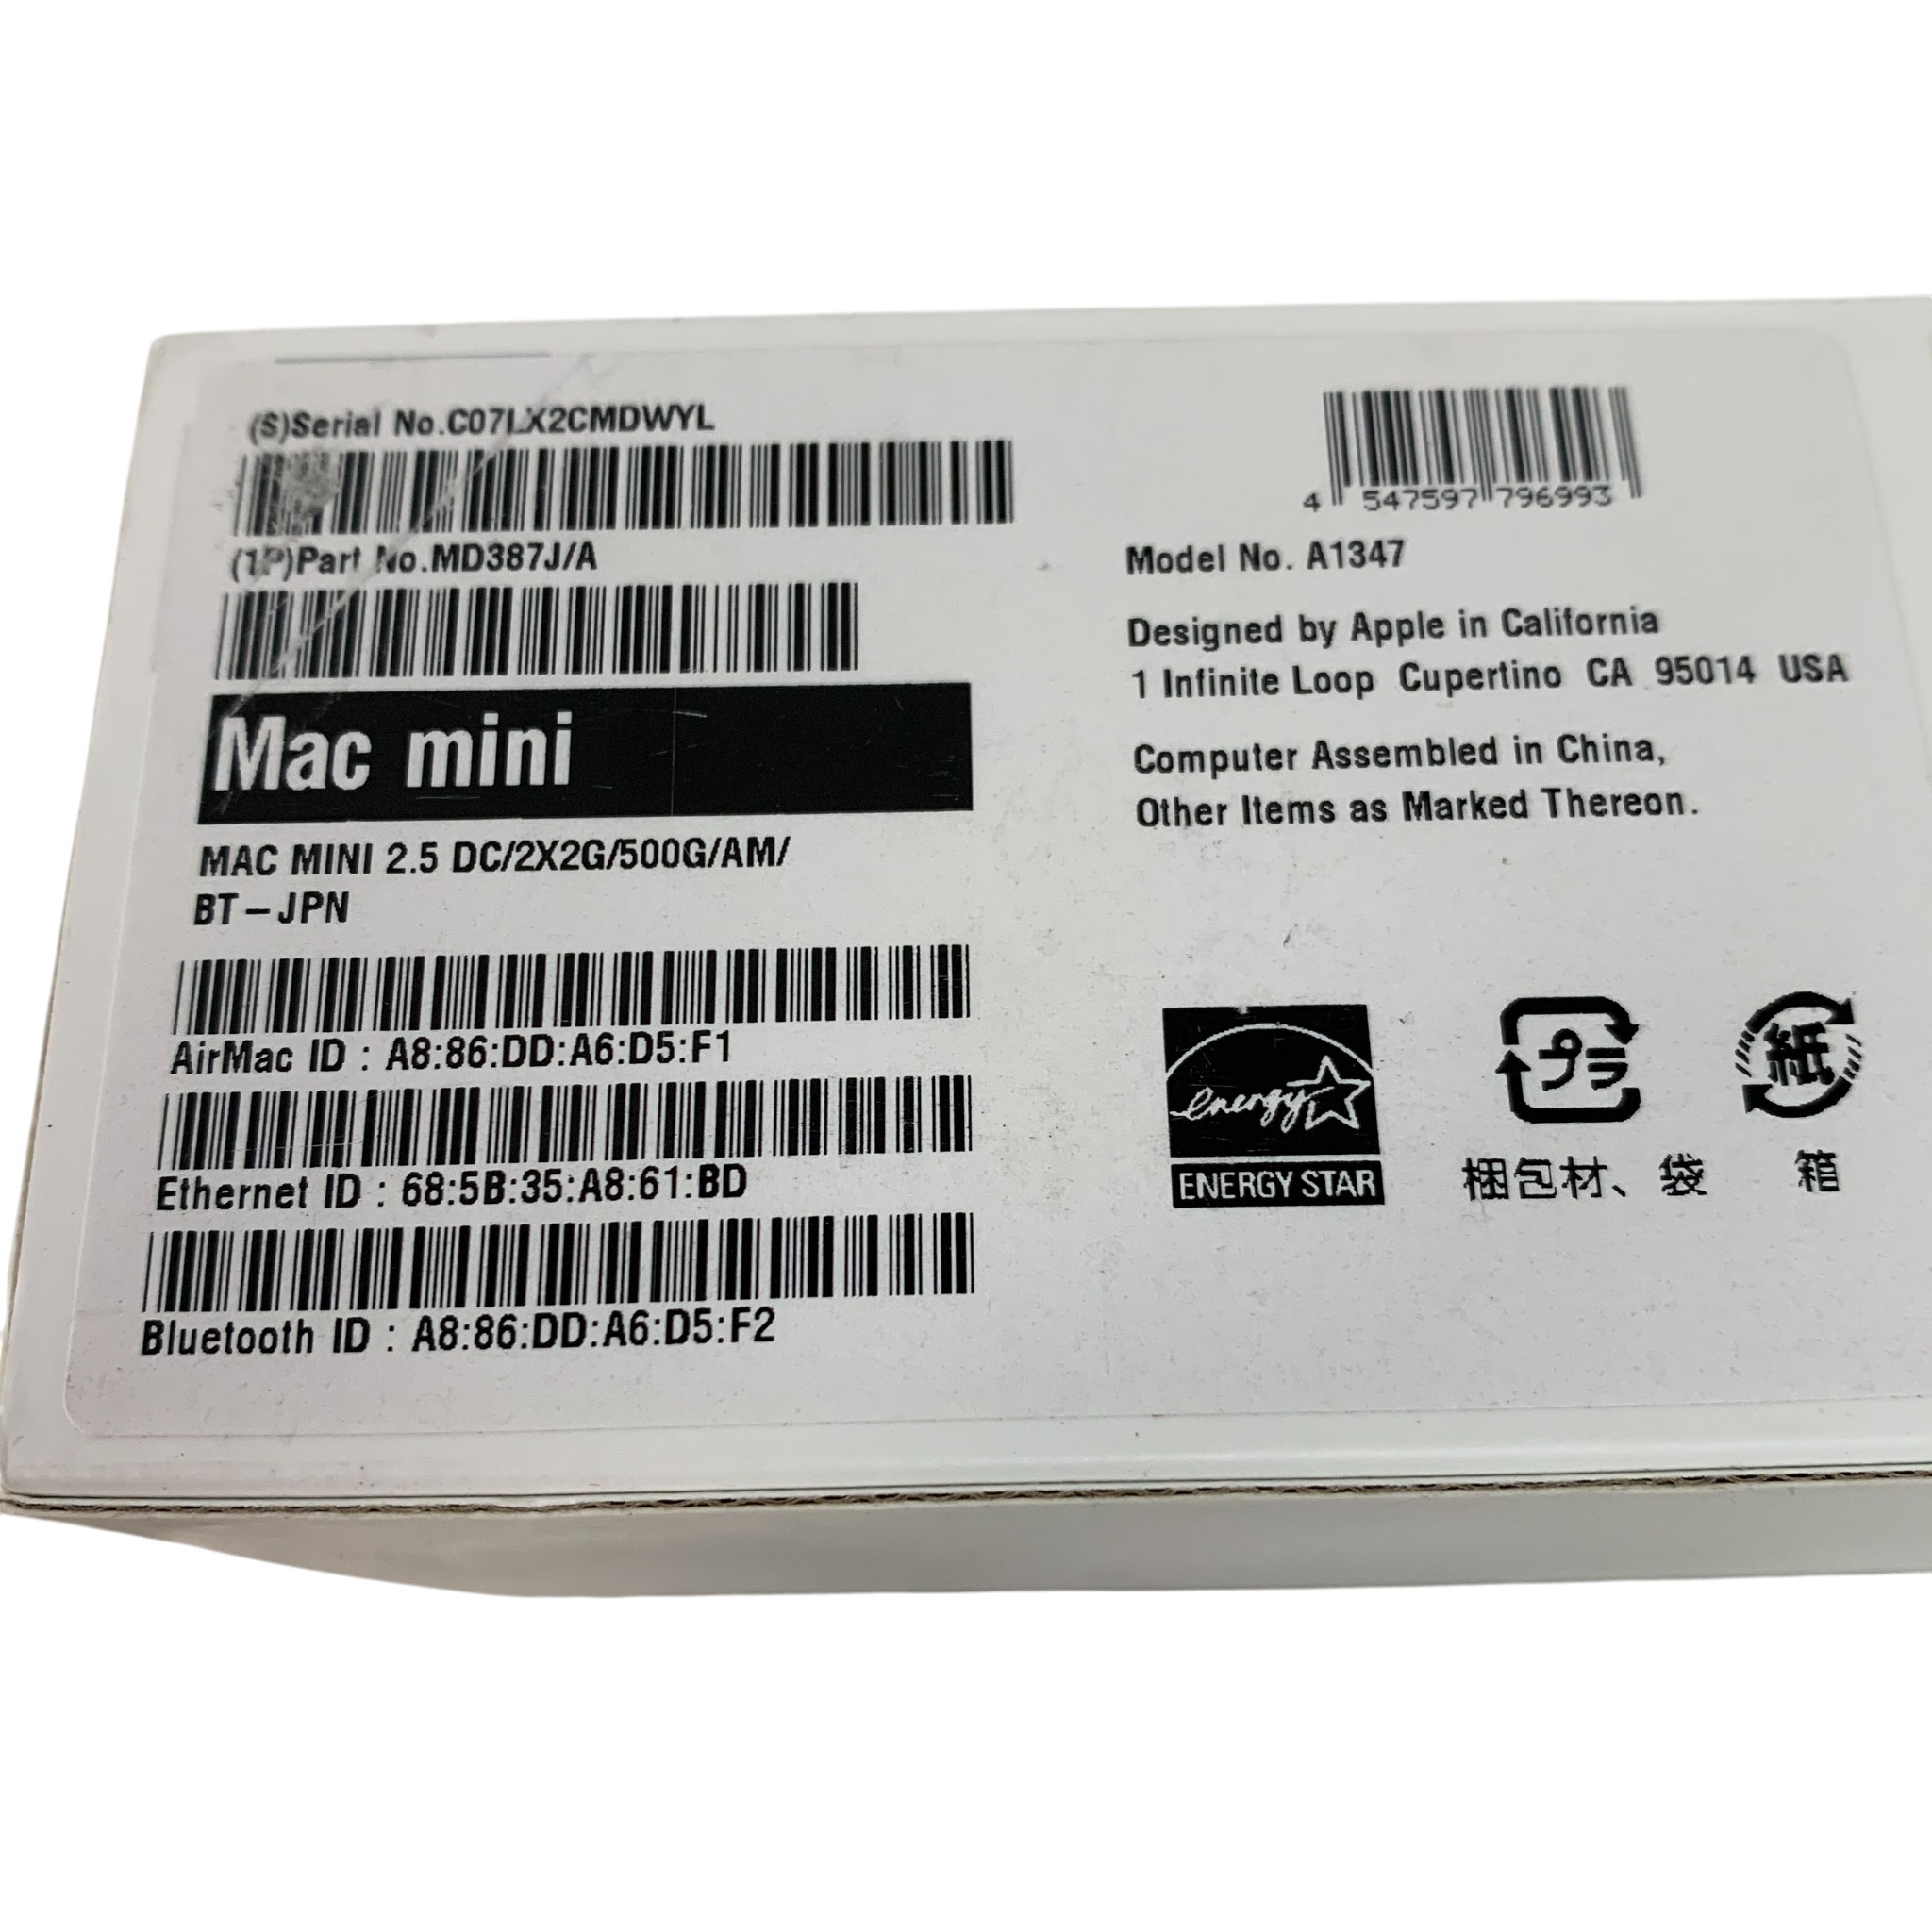 (S)Serial No.C07LX2CMDWYL
(1P)Part No.MD387J/A
Mac mini
MAC MINI 2.5 DC/2X2G/500G/AM/
BT-JPN
AirMac ID : A8:86:DD:A6:D5:F1
Ethernet ID : 68:5B:35:A8:61:BD
Bluetooth ID : A8:86:DD:A6:D5:F2
4 547597 796993
Model No. A1347
Designed by Apple in California
1 Infinite Loop Cupertino CA 95014 USA
Computer Assembled in China,
Other Items as Marked Thereon.
energy
ENERGY STAR
プラ
梱包材、袋
紙
箱